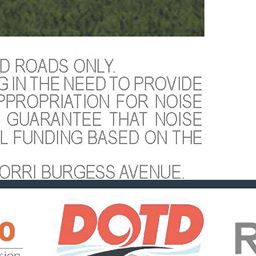 D ROADS ONLY.
G IN THE NEED TO PROVIDE
PPROPRIATION FOR NOISE
GUARANTEE THAT NOISE
L FUNDING BASED ON THE
ORRI BURGESS AVENUE.
DOTD
0
R